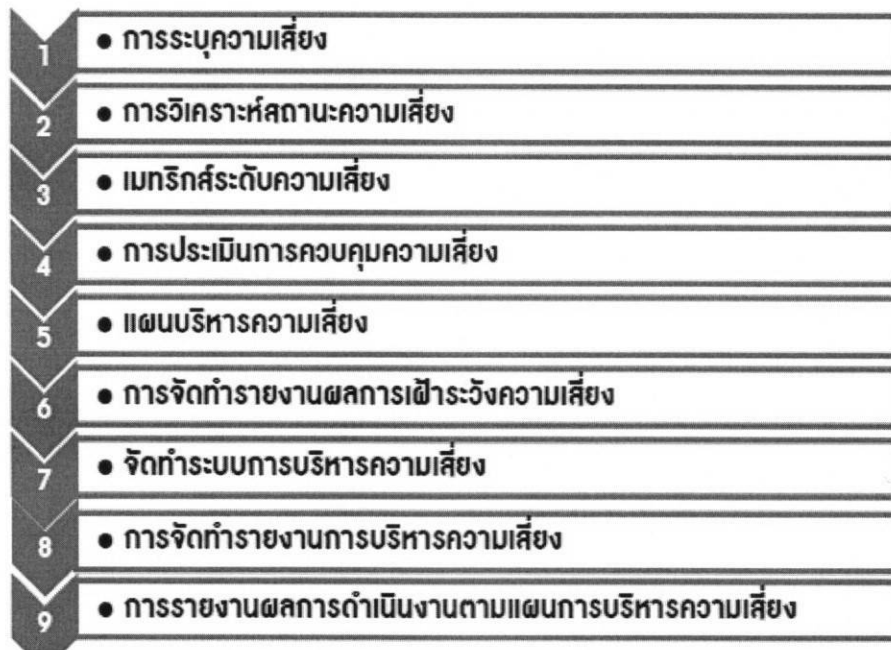 1 • การระบุความเสี่ยง
2 • การวิเคราะห์สถานะความเสี่ยง
3 • เมทริกส์ระดับความเสี่ยง
4 • การประเมินการควบคุมความเสี่ยง
5 • แผนบริหารความเสี่ยง
6 • การจัดทำรายงานผลการเฝ้าระวังความเสี่ยง
7 • จัดทำระบบการบริหารความเสี่ยง
8 • การจัดทำรายงานการบริหารความเสี่ยง
9 • การรายงานผลการดำเนินงานตามแผนการบริหารความเสี่ยง